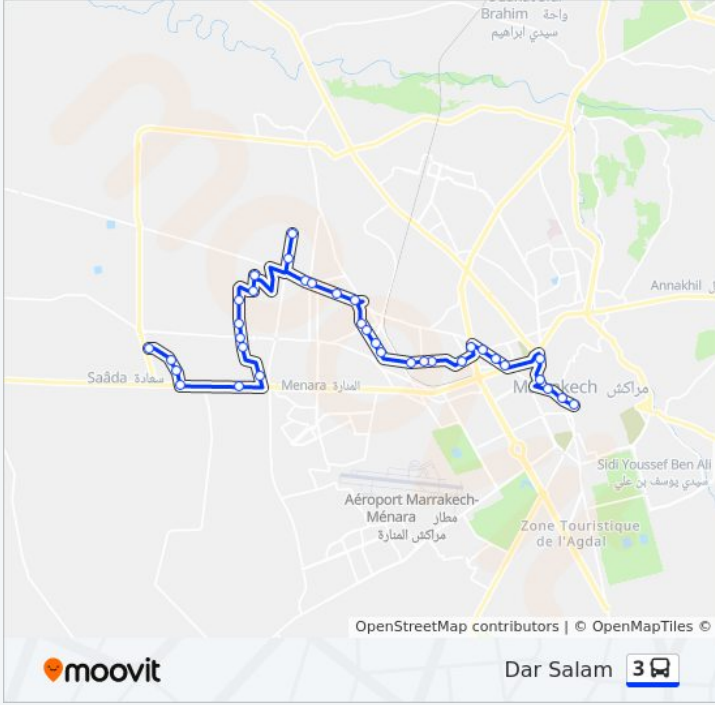 Brahim واحة
سيدي ابراهيم
Annakhil
Saâda سعادة
Menara المنارة
Marrakech مراكش
Sidi Youssef Ben Ali
سيدي يوسف بن علي
Aéroport Marrakech-
Ménara مطار
مراكش المنارة
Zone Touristique
de l'Agdal
OpenStreetMap contributors | © OpenMapTiles ©
moovit
Dar Salam 3